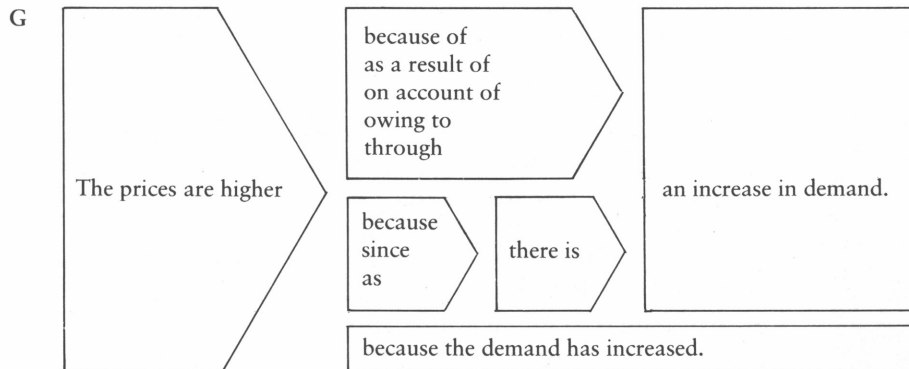 G
The prices are higher
because of
as a result of
on account of
owing to
through
because
since
as
there is
an increase in demand.
because the demand has increased.